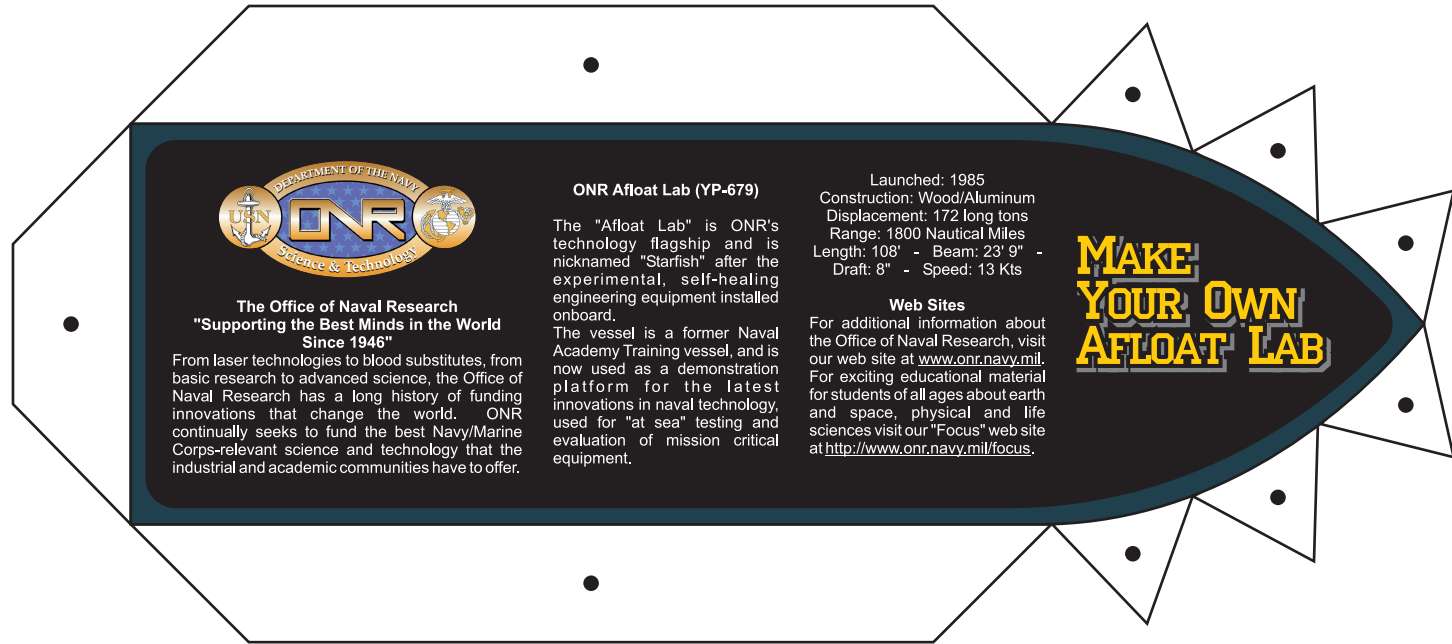 DEPARTMENT OF THE NAVY
USN
ONR
Science & Technology
The Office of Naval Research
"Supporting the Best Minds in the World
Since 1946"
From laser technologies to blood substitutes, from
basic research to advanced science, the Office of
Naval Research has a long history of funding
innovations that change the world. ONR
continually seeks to fund the best Navy/Marine
Corps-relevant science and technology that the
industrial and academic communities have to offer.
ONR Afloat Lab (YP-679)
The "Afloat Lab" is ONR's
technology flagship and is
nicknamed "Starfish" after the
experimental, self-healing
engineering equipment installed
onboard.
The vessel is a former Naval
Academy Training vessel, and is
now used as a demonstration
platform for the latest
innovations in naval technology,
used for "at sea" testing and
evaluation of mission critical
equipment.
Launched: 1985
Construction: Wood/Aluminum
Displacement: 172 long tons
Range: 1800 Nautical Miles
Length: 108' - Beam: 23' 9" -
Draft: 8" - Speed: 13 Kts
Web Sites
For additional information about
the Office of Naval Research, visit
our web site at www.onr.navy.mil.
For exciting educational material
for students of all ages about earth
and space, physical and life
sciences visit our "Focus" web site
at http://www.onr.navy.mil/focus.
MAKE
YOUR OWN
AFLOAT LAB